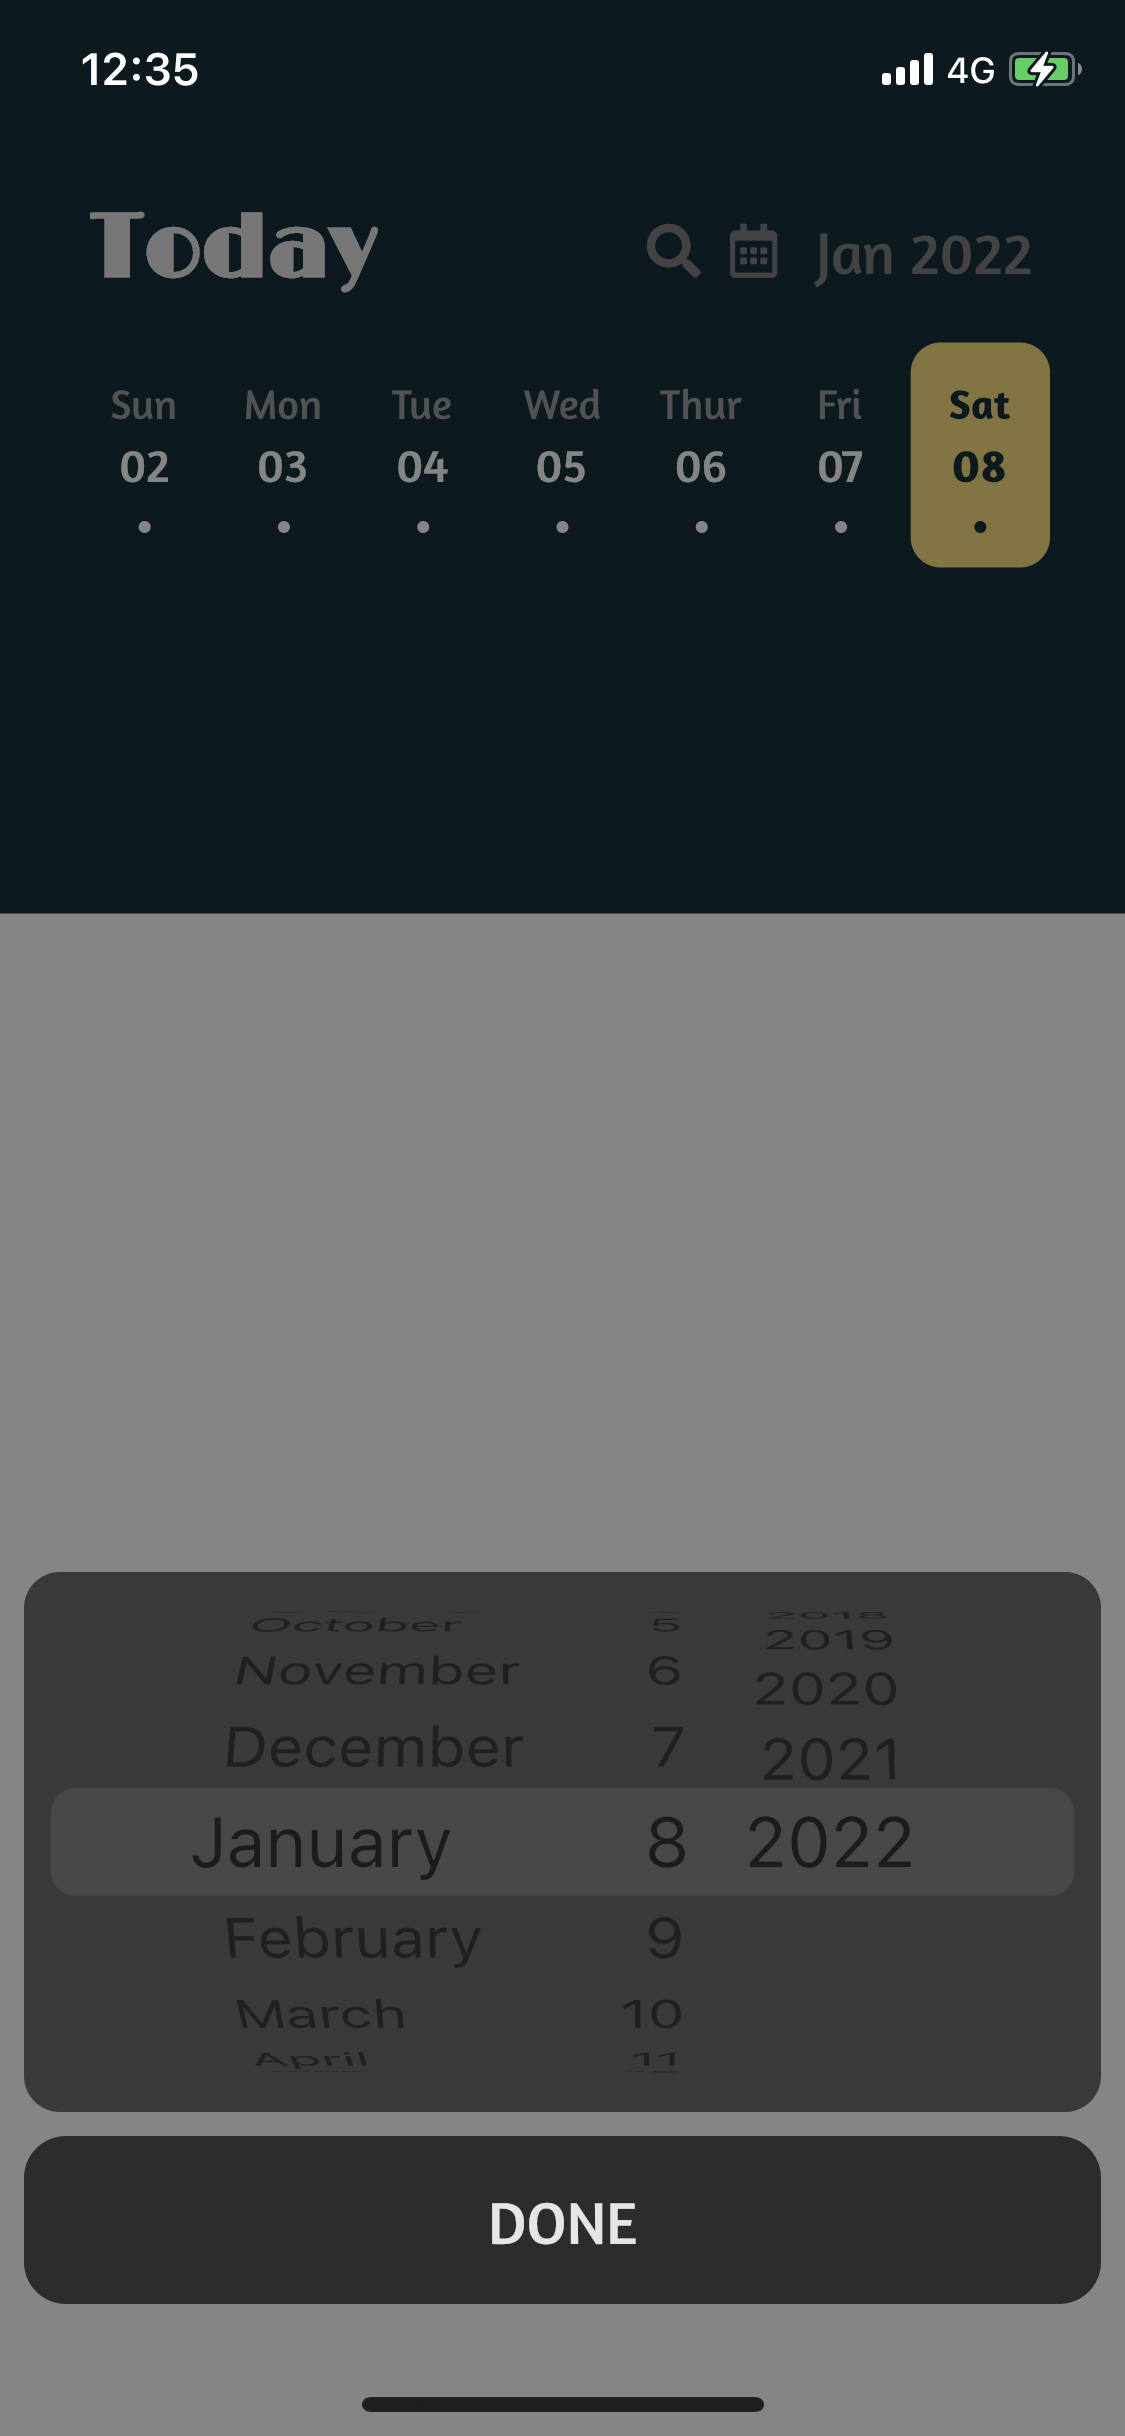 12:35 4G
Today Jan 2022
Sun Mon Tue Wed Thur Fri Sat
02 03 04 05 06 07 08
2018
October 5 2019
November 6 2020
December 7 2021
January 8 2022
February 9
March 10
April 11
DONE